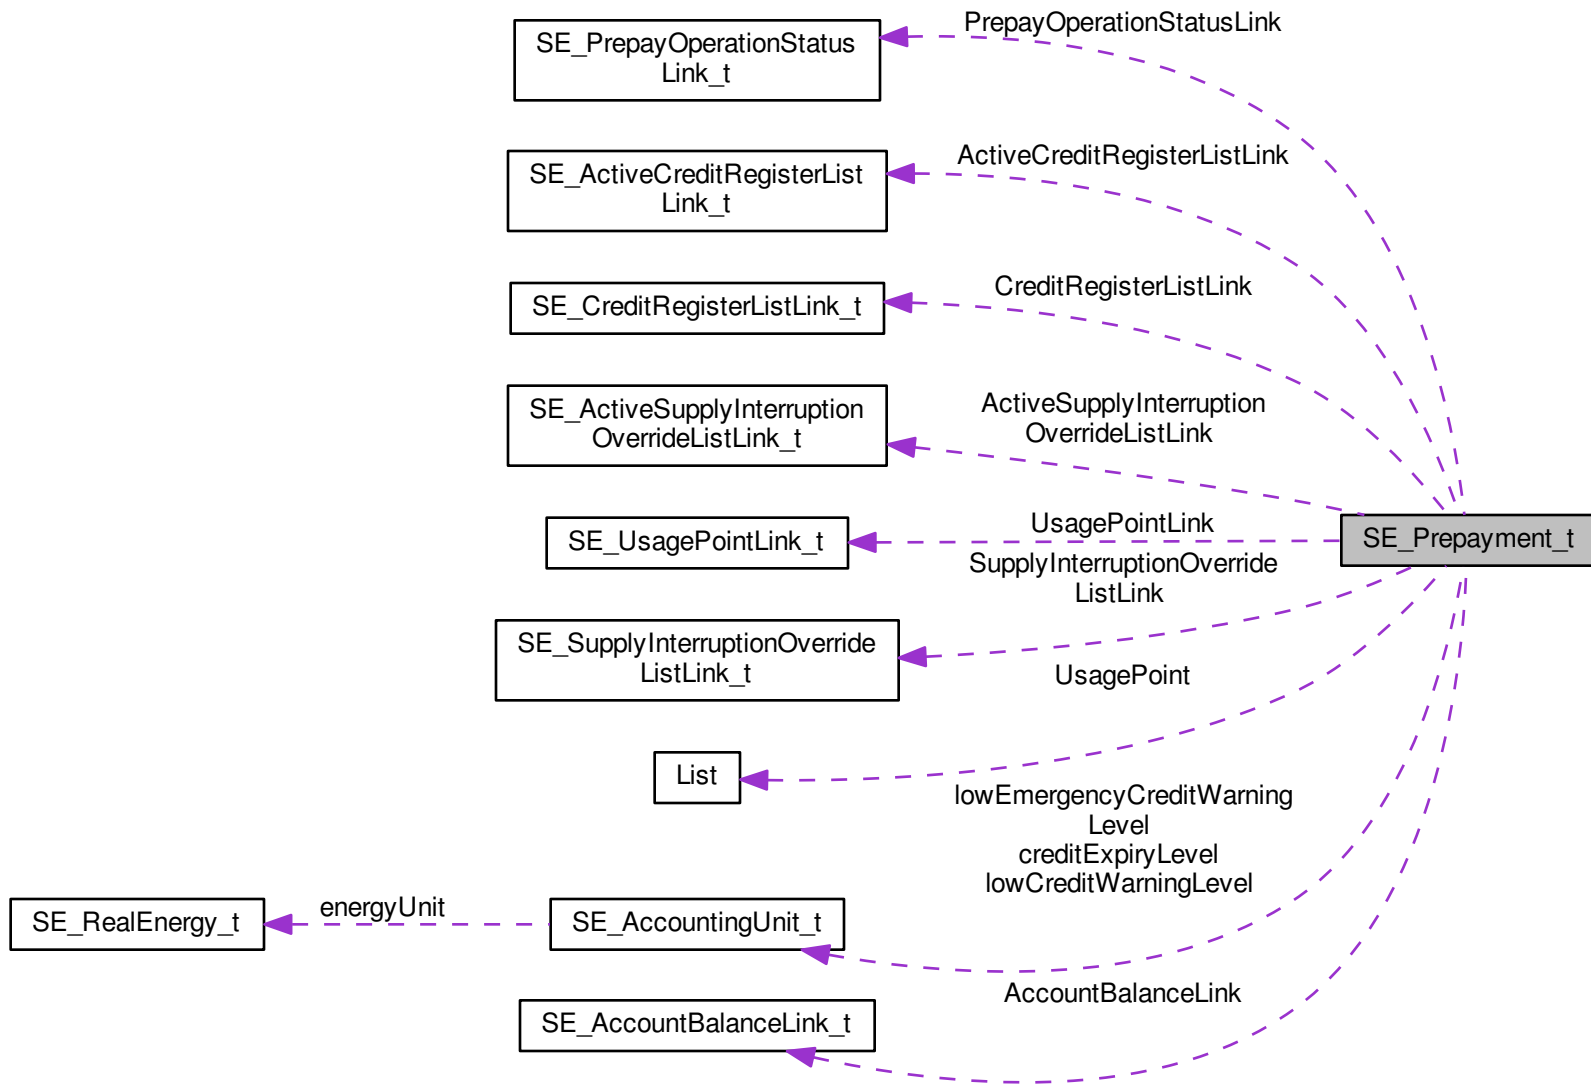 PrepayOperationStatusLink
SE_PrepayOperationStatus
Link_t
ActiveCreditRegisterListLink
SE_ActiveCreditRegisterList
Link_t
CreditRegisterListLink
SE_CreditRegisterListLink_t
ActiveSupplyInterruption
OverrideListLink
SE_ActiveSupplyInterruption
OverrideListLink_t
UsagePointLink
SE_UsagePointLink_t
SE_Prepayment_t
SupplyInterruptionOverride
ListLink
SE_SupplyInterruptionOverride
ListLink_t
UsagePoint
List
lowEmergencyCreditWarning
Level
creditExpiryLevel
lowCreditWarningLevel
SE_RealEnergy_t
energyUnit
SE_AccountingUnit_t
AccountBalanceLink
SE_AccountBalanceLink_t